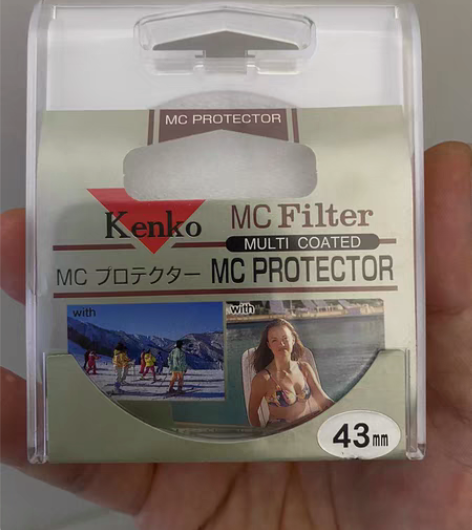 MC PROTECTOR
Kenko MC Filter
MULTI COATED
MC プロテクター MC PROTECTOR
with with
43mm